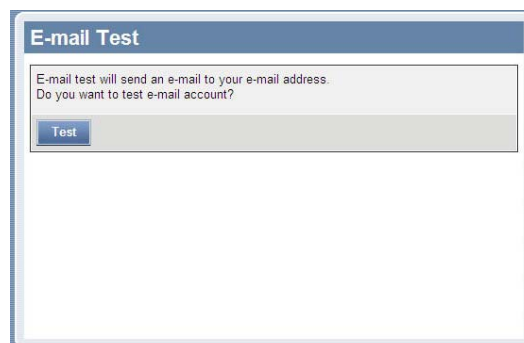 E-mail Test
E-mail test will send an e-mail to your e-mail address.
Do you want to test e-mail account?
Test